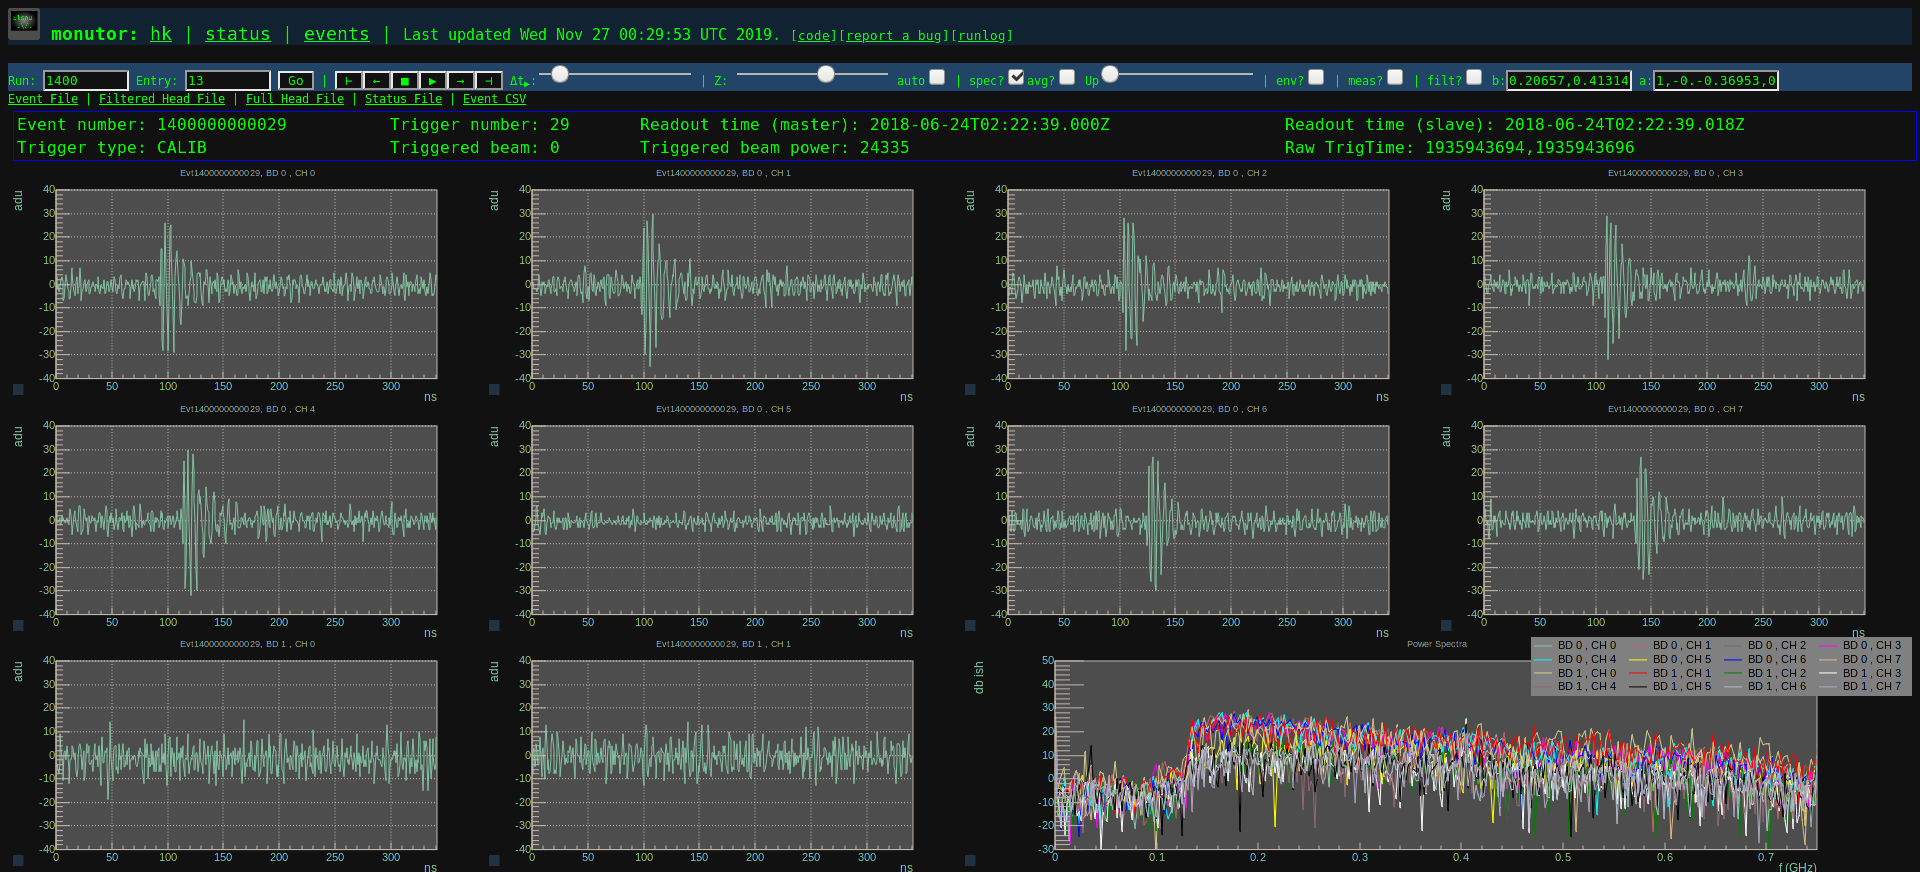 monutor: hk | status | events | Last updated Wed Nov 27 00:29:53 UTC 2019. [code][report a bug][runlog]
Run: 1400 Entry: 13 Go | ⊢ ← ■ ▶ → ⊣ Δt▶: | Z: auto | spec? avg? Up | env? | meas? | filt? b: 0.20657,0.41314 a: 1,-0.-0.36953,0
Event File | Filtered Head File | Full Head File | Status File | Event CSV
Event number: 1400000000029 Trigger number: 29 Readout time (master): 2018-06-24T02:22:39.000Z Readout time (slave): 2018-06-24T02:22:39.018Z
Trigger type: CALIB Triggered beam: 0 Triggered beam power: 24335 Raw TrigTime: 1935943694,1935943696
Evt1400000000029, BD 0 , CH 0
adu
40
30
20
10
0
-10
-20
-30
-40
0 50 100 150 200 250 300
ns
Evt1400000000029, BD 0 , CH 1
adu
40
30
20
10
0
-10
-20
-30
-40
0 50 100 150 200 250 300
ns
Evt1400000000029, BD 0 , CH 2
adu
40
30
20
10
0
-10
-20
-30
-40
0 50 100 150 200 250 300
ns
Evt1400000000029, BD 0 , CH 3
adu
40
30
20
10
0
-10
-20
-30
-40
0 50 100 150 200 250 300
ns
Evt1400000000029, BD 0 , CH 4
adu
40
30
20
10
0
-10
-20
-30
-40
0 50 100 150 200 250 300
ns
Evt1400000000029, BD 0 , CH 5
adu
40
30
20
10
0
-10
-20
-30
-40
0 50 100 150 200 250 300
ns
Evt1400000000029, BD 0 , CH 6
adu
40
30
20
10
0
-10
-20
-30
-40
0 50 100 150 200 250 300
ns
Evt1400000000029, BD 0 , CH 7
adu
40
30
20
10
0
-10
-20
-30
-40
0 50 100 150 200 250 300
ns
Evt1400000000029, BD 1 , CH 0
adu
40
30
20
10
0
-10
-20
-30
-40
0 50 100 150 200 250 300
ns
Evt1400000000029, BD 1 , CH 1
adu
40
30
20
10
0
-10
-20
-30
-40
0 50 100 150 200 250 300
ns
Power Spectra
BD 0 , CH 0 BD 0 , CH 1 BD 0 , CH 2 BD 0 , CH 3
BD 0 , CH 4 BD 0 , CH 5 BD 0 , CH 6 BD 0 , CH 7
BD 1 , CH 0 BD 1 , CH 1 BD 1 , CH 2 BD 1 , CH 3
BD 1 , CH 4 BD 1 , CH 5 BD 1 , CH 6 BD 1 , CH 7
db ish
50
40
30
20
10
0
-10
-20
-30
0 0.1 0.2 0.3 0.4 0.5 0.6 0.7
f (GHz)